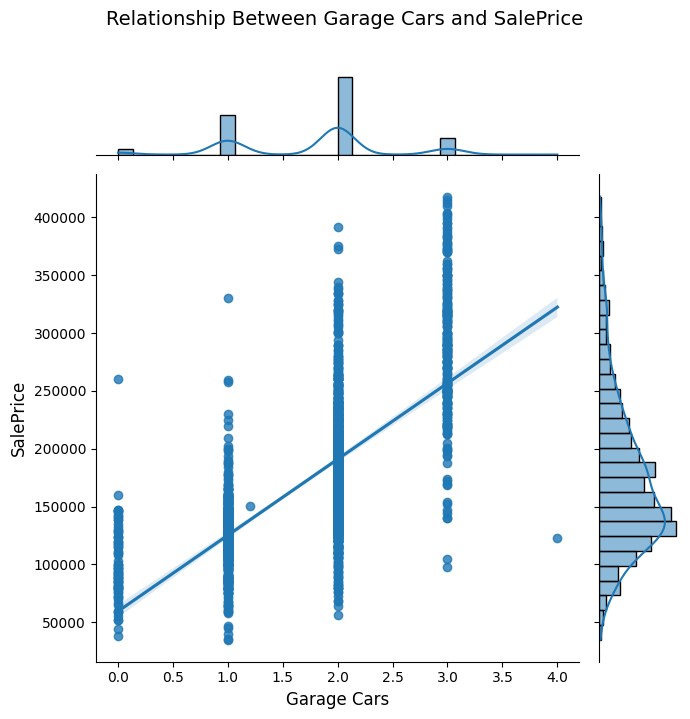 Relationship Between Garage Cars and SalePrice
400000
350000
300000
250000
200000
150000
100000
50000
SalePrice
0.0 0.5 1.0 1.5 2.0 2.5 3.0 3.5 4.0
Garage Cars